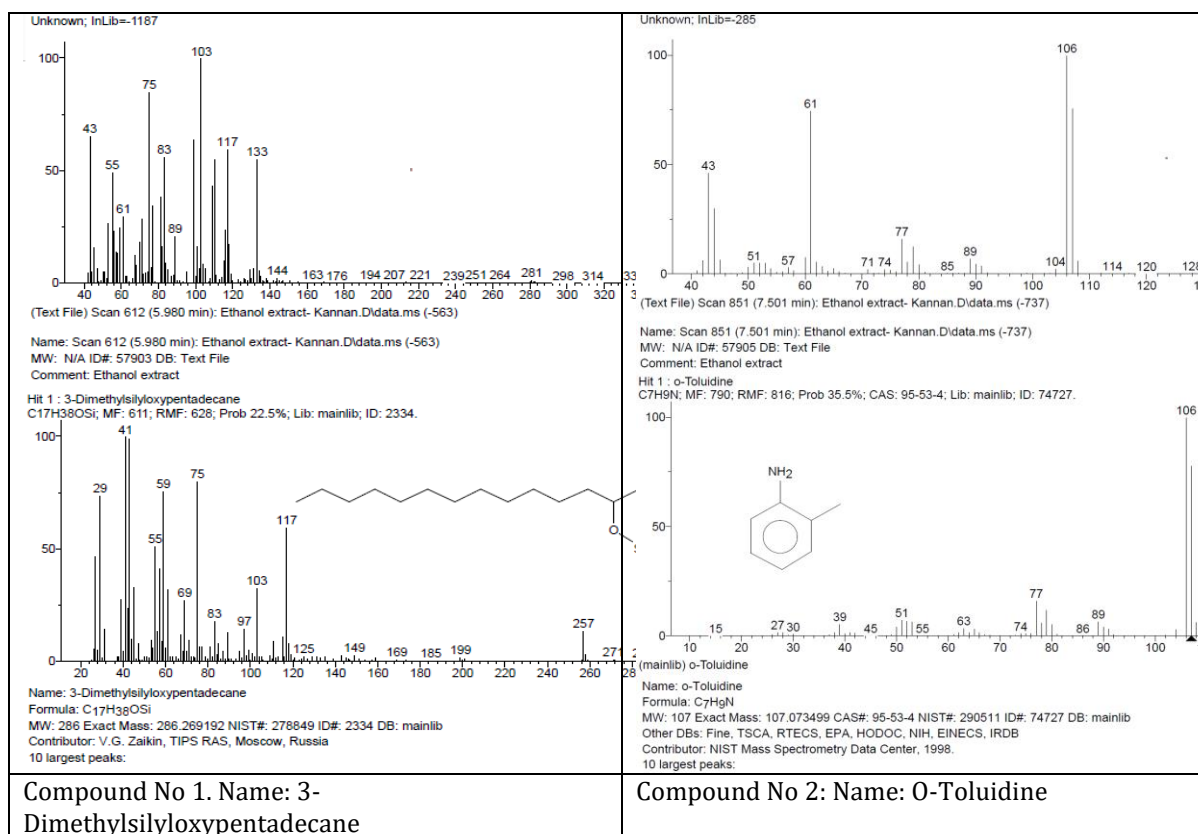 Unknown; InLib=-1187
100
50
103
75
43
83
117
133
55
61
89
144
163
176
194
207
221
239
251
264
281
298
314
33
40 60 80 100 120 140 160 180 200 220 240 260 280 300 320 3
(Text File) Scan 612 (5.980 min): Ethanol extract- Kannan.D\data.ms (-563)
Name: Scan 612 (5.980 min): Ethanol extract- Kannan.D\data.ms (-563)
MW: N/A ID#: 57903 DB: Text File
Comment: Ethanol extract
Hit 1 : 3-Dimethylsilyloxypentadecane
C17H38OSi; MF: 611; RMF: 628; Prob 22.5%; Lib: mainlib; ID: 2334.
100
50
0
41
29
59
75
55
117
69
103
83
97
125
149
169
185
199
257
271
2
O
S
20 40 60 80 100 120 140 160 180 200 220 240 260 28
Name: 3-Dimethylsilyloxypentadecane
Formula: C17H38OSi
MW: 286 Exact Mass: 286.269192 NIST#: 278849 ID#: 2334 DB: mainlib
Contributor: V.G. Zaikin, TIPS RAS, Moscow, Russia
10 largest peaks:
Compound No 1. Name: 3-
Dimethylsilyloxypentadecane
Unknown; InLib=-285
100
50
0
106
61
43
77
51
57
71
74
85
89
104
114
120
128
40 50 60 70 80 90 100 110 120 13
(Text File) Scan 851 (7.501 min): Ethanol extract- Kannan.D\data.ms (-737)
Name: Scan 851 (7.501 min): Ethanol extract- Kannan.D\data.ms (-737)
MW: N/A ID#: 57905 DB: Text File
Comment: Ethanol extract
Hit 1 : o-Toluidine
C7H9N; MF: 790; RMF: 816; Prob 35.5%; CAS: 95-53-4; Lib: mainlib; ID: 74727.
100
50
0
106
NH2
77
15
27
30
39
45
51
55
63
74
86
89
10 20 30 40 50 60 70 80 90 100
(mainlib) o-Toluidine
Name: o-Toluidine
Formula: C7H9N
MW: 107 Exact Mass: 107.073499 CAS#: 95-53-4 NIST#: 290511 ID#: 74727 DB: mainlib
Other DBs: Fine, TSCA, RTECS, EPA, HODOC, NIH, EINECS, IRDB
Contributor: NIST Mass Spectrometry Data Center, 1998.
10 largest peaks:
Compound No 2: Name: O-Toluidine